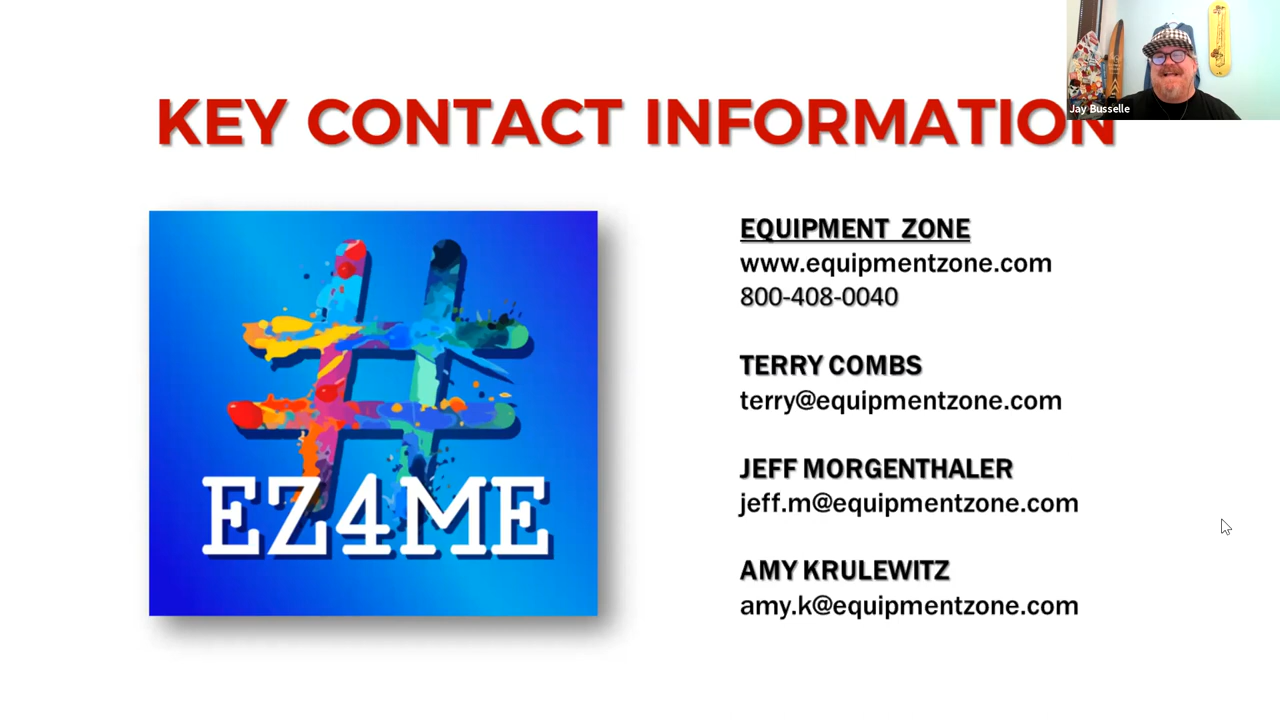 KEY CONTACT INFORMATION
Jay Busselle
#
EZ4ME
EQUIPMENT ZONE
www.equipmentzone.com
800-408-0040
TERRY COMBS
terry@equipmentzone.com
JEFF MORGENTHALER
jeff.m@equipmentzone.com
AMY KRULEWITZ
amy.k@equipmentzone.com